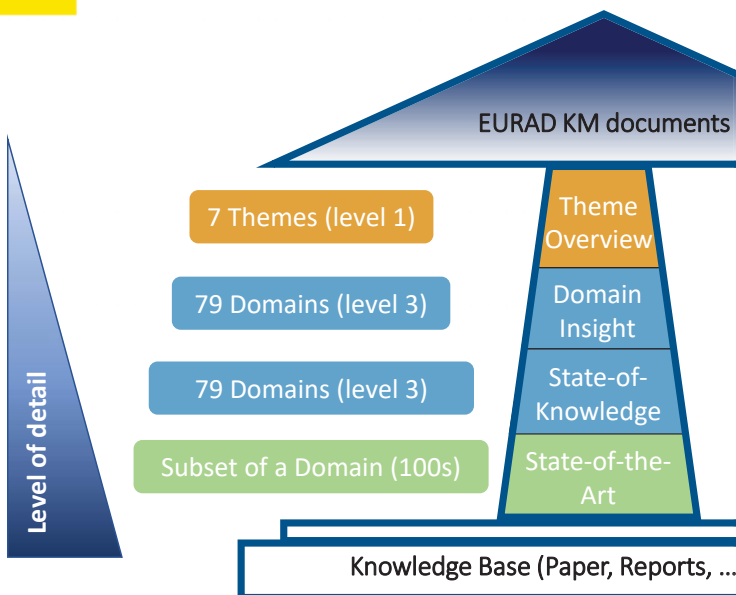 EURAD KM documents
7 Themes (level 1)
Theme
Overview
79 Domains (level 3)
Domain
Insight
79 Domains (level 3)
State-of-
Knowledge
Subset of a Domain (100s)
State-of-the-
Art
Level of detail
Knowledge Base (Paper, Reports, ...